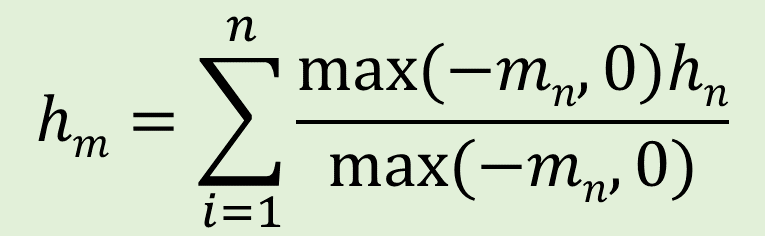 h_m = \sum_{i=1}^{n} \frac{\max(-m_n, 0)h_n}{\max(-m_n, 0)}